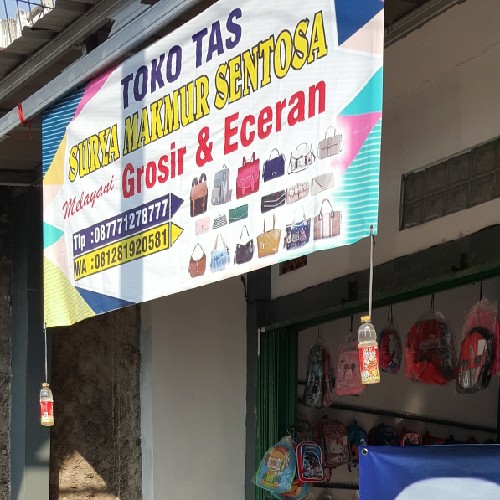 TOKO TAS
SURYA MAKMUR SENTOSA
Melayani Grosir & Eceran
Tlp : 087771278777
WA : 081281920581